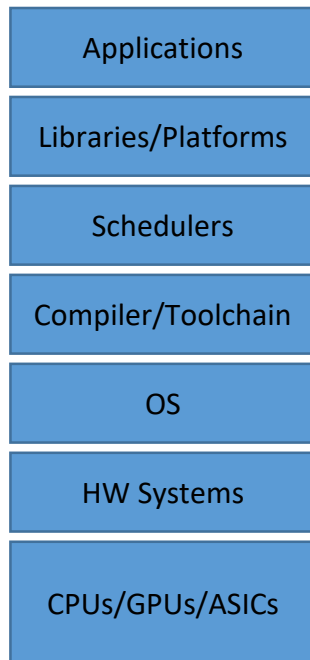 Applications
Libraries/Platforms
Schedulers
Compiler/Toolchain
OS
HW Systems
CPUs/GPUs/ASICs